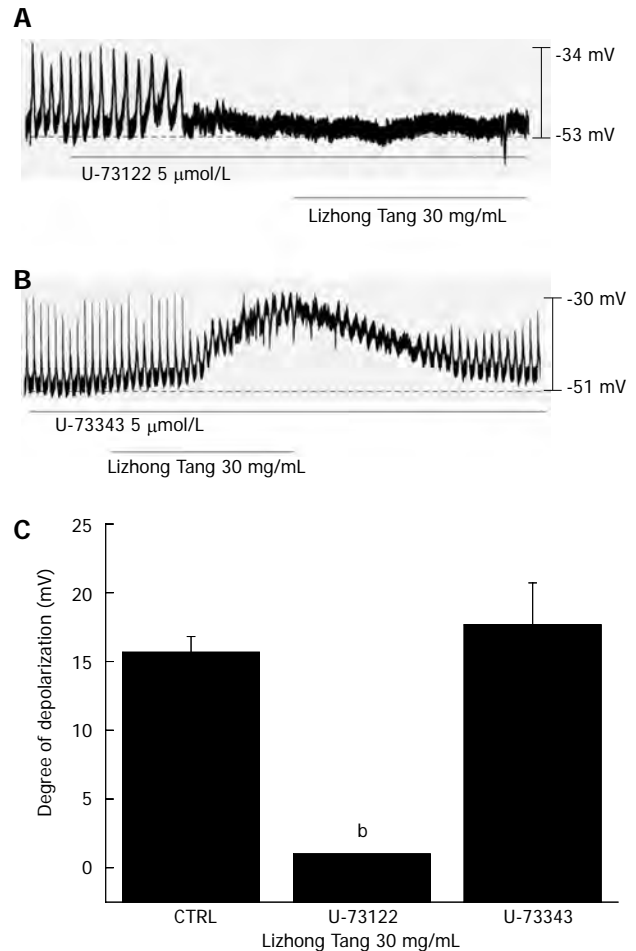 A
-34 mV
-53 mV
U-73122 5 μmol/L
Lizhong Tang 30 mg/mL
B
-30 mV
-51 mV
U-73343 5 μmol/L
Lizhong Tang 30 mg/mL
C
25
20
15
10
5
0
Degree of depolarization (mV)
b
CTRL U-73122 U-73343
Lizhong Tang 30 mg/mL